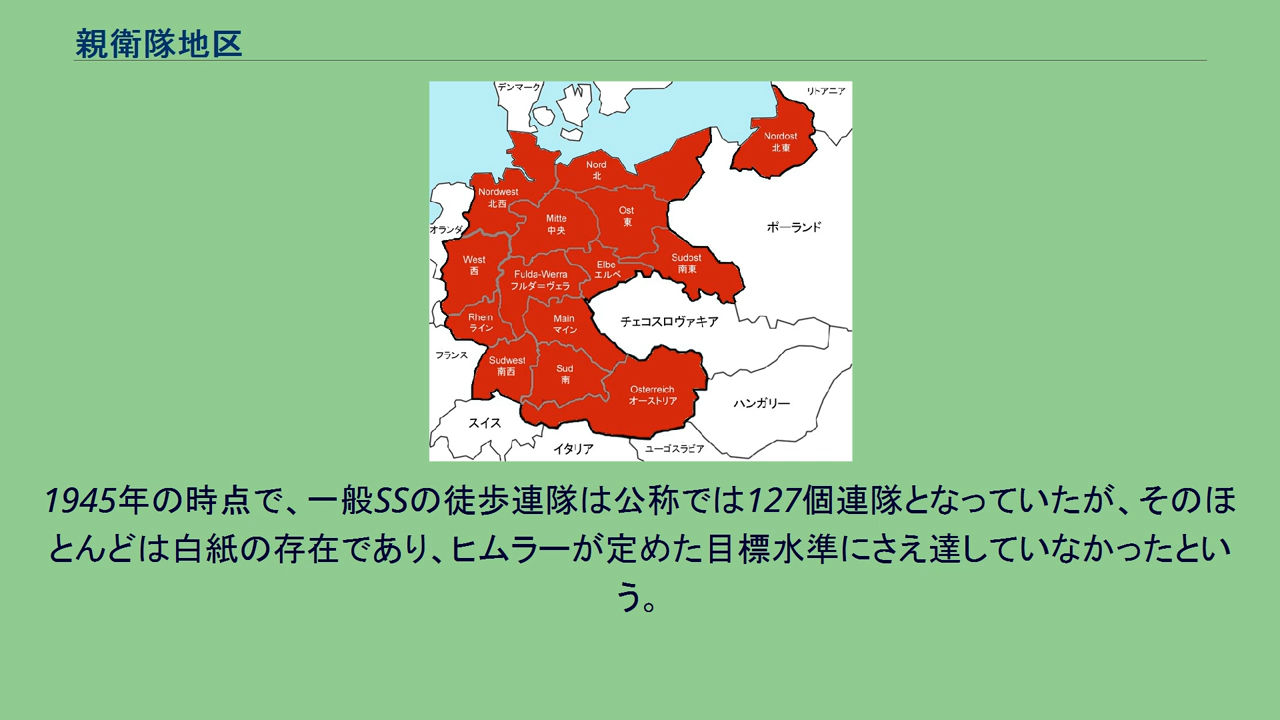 親衛隊地区
デンマーク
リトアニア
Nordost
北東
Nord
北
Nordwest
北西
オランダ
Mitte
中央
Ost
東
ポーランド
West
西
Fulda-Werra
フルダ＝ヴェラ
Elbe
エルベ
Sudost
南東
Rhein
ライン
Main
マイン
チェコスロヴァキア
フランス
Sudwest
南西
Sud
南
Osterreich
オーストリア
ハンガリー
スイス
イタリア
ユーゴスラビア
1945年の時点で、一般SSの徒歩連隊は公称では127個連隊となっていたが、そのほ
とんどは白紙の存在であり、ヒムラーが定めた目標水準にさえ達していなかったとい
う。